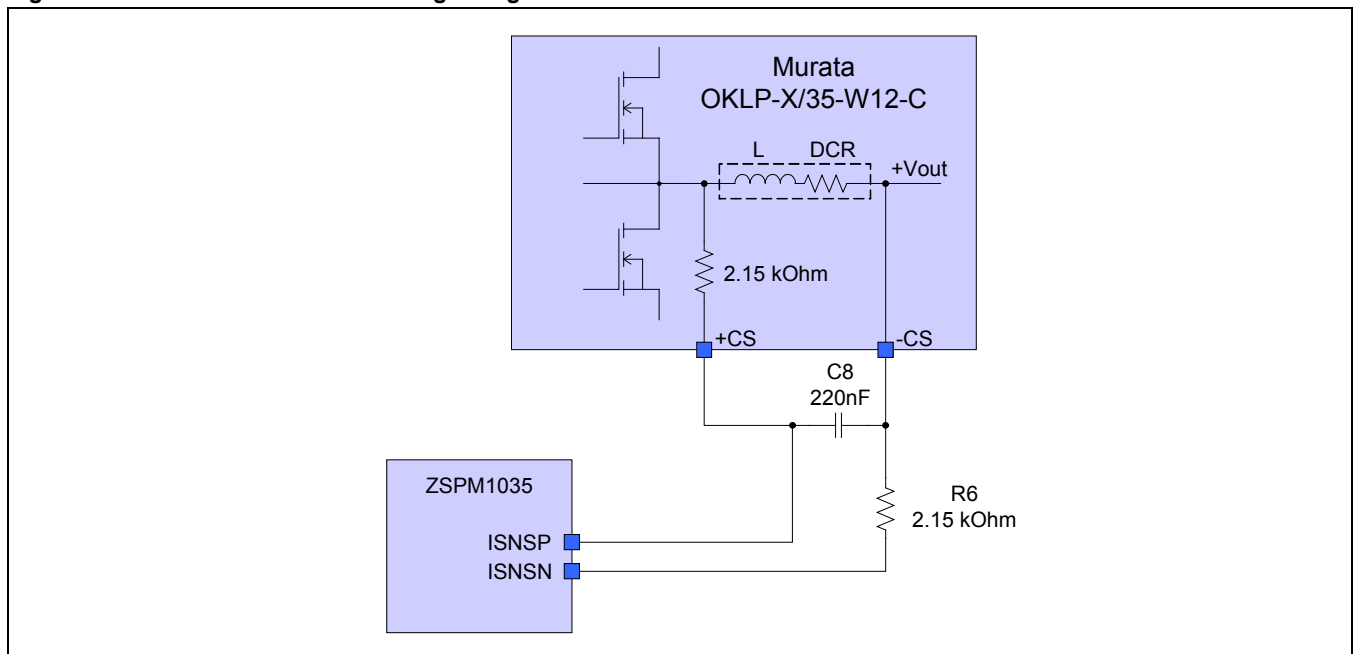 Murata
OKLP-X/35-W12-C
L DCR
+Vout
2.15 kOhm
+CS -CS
C8
220nF
ZSPM1035
R6
2.15 kOhm
ISNSP
ISNSN